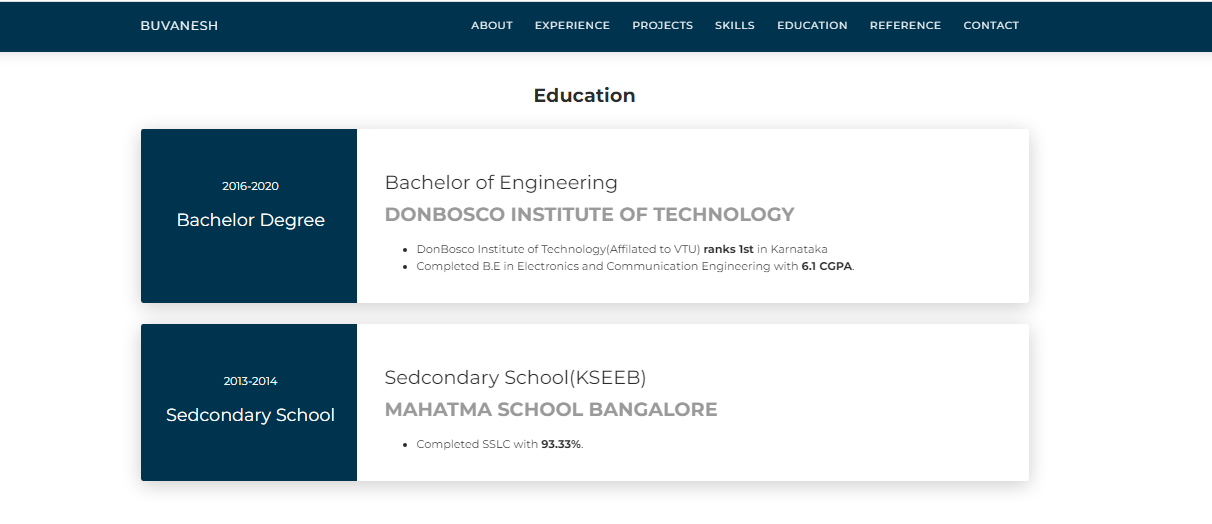 BUVANESH ABOUT EXPERIENCE PROJECTS SKILLS EDUCATION REFERENCE CONTACT
Education
2016-2020
Bachelor Degree
Bachelor of Engineering
DONBOSCO INSTITUTE OF TECHNOLOGY
• DonBosco Institute of Technology(Affilated to VTU) ranks 1st in Karnataka
• Completed B.E in Electronics and Communication Engineering with 6.1 CGPA.
2013-2014
Sedcondary School
Sedcondary School(KSEEB)
MAHATMA SCHOOL BANGALORE
• Completed SSLC with 93.33%.